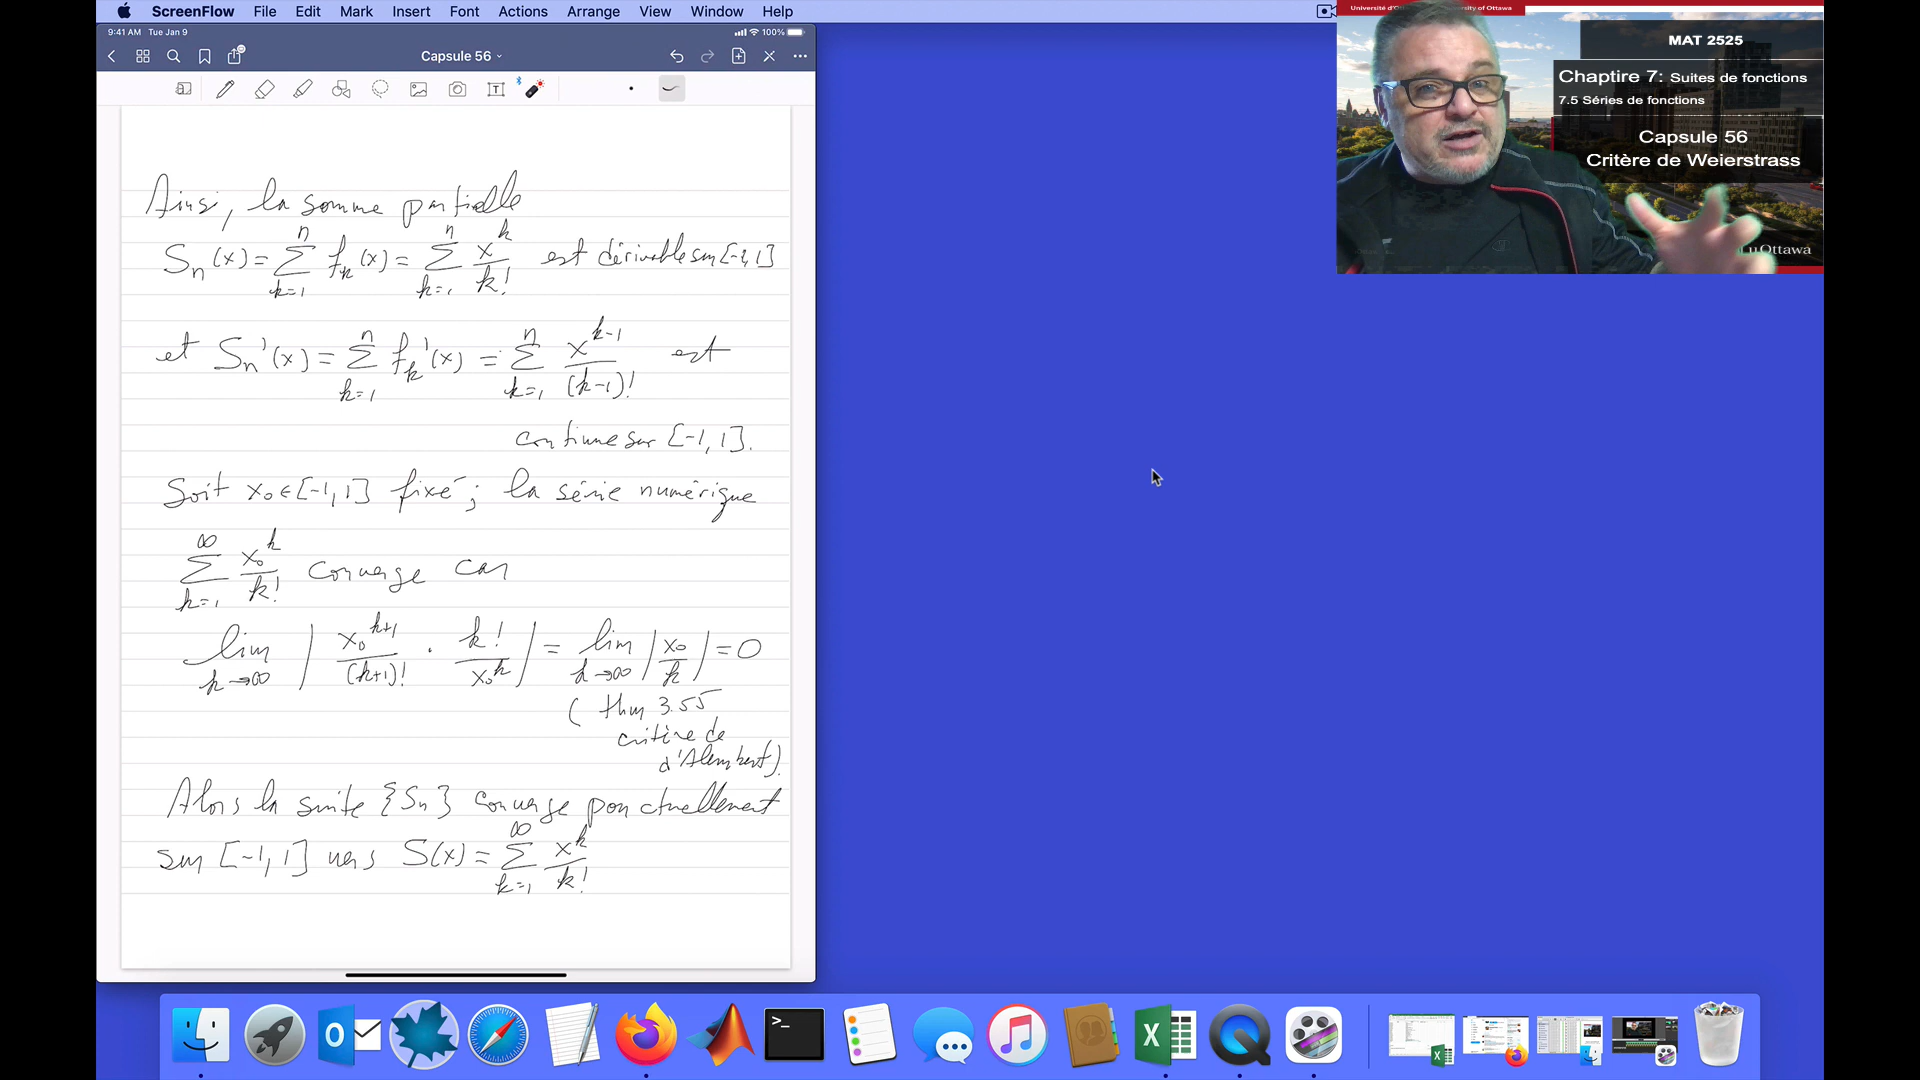 ScreenFlow File Edit Mark Insert Font Actions Arrange View Window Help
9:41 AM Tue Jan 9 100%
Capsule 56
Ainsi, la somme partielle
Sₙ(x) = Σ_{k=1}^{n} fₖ(x) = Σ_{k=1}^{n} x^k/k! est dérivable sur [-1,1]
et Sₙ'(x) = Σ_{k=1}^{n} fₖ'(x) = Σ_{k=1}^{n} x^{k-1}/(k-1)! est
continue sur [-1,1].
Soit x₀ ∈ [-1,1] fixé; la série numérique
Σ_{k=1}^{∞} x₀^k/k! converge car
lim_{k→∞} | x₀^{k+1}/(k+1)! · k!/x₀^k | = lim_{k→∞} | x₀/k | = 0
(thm 3.55
critère de
d'Alembert).
Alors la suite {Sₙ} converge ponctuellement
sur [-1,1] vers S(x) = Σ_{k=1}^{∞} x^k/k!
MAT 2525
Chaptire 7: Suites de fonctions
7.5 Séries de fonctions
Capsule 56
Critère de Weierstrass
uOttawa